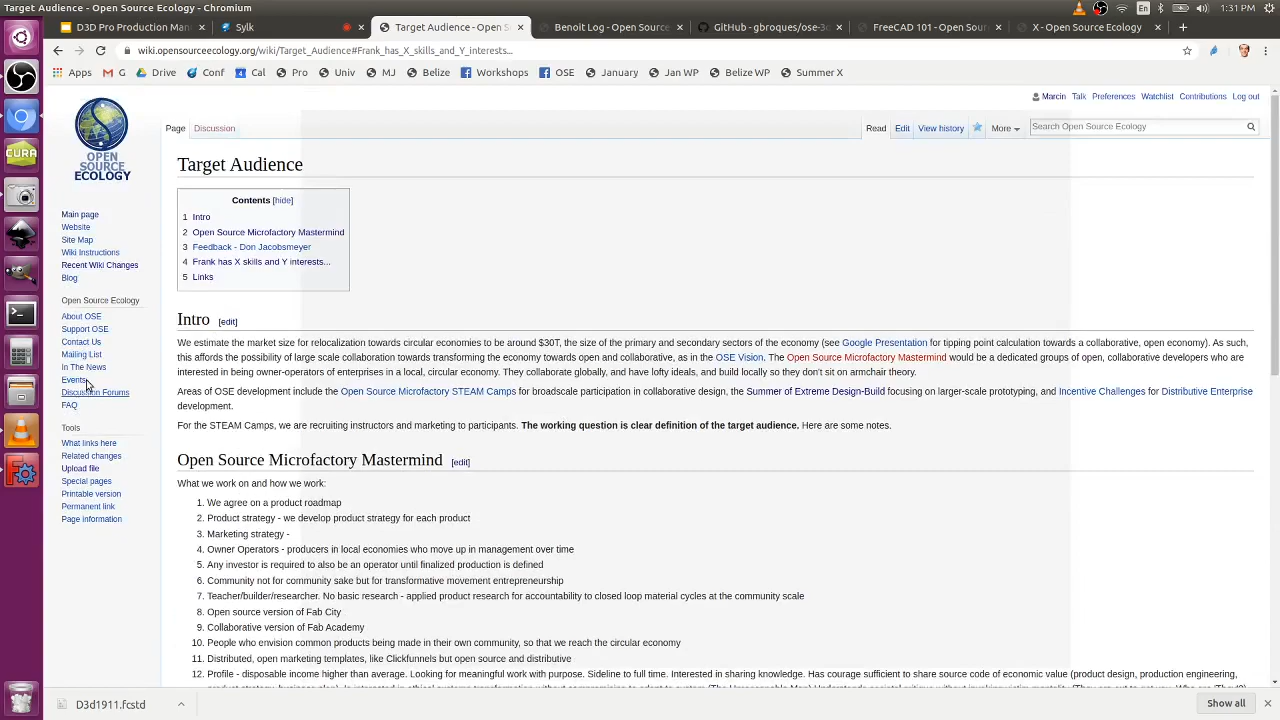 Target Audience - Open Source Ecology - Chromium
En
1:31 PM
D3D Pro Production Man
Sylk
Target Audience - Open S
Benoît Log - Open Source
GitHub - gbroques/ose-3d
FreeCAD 101 - Open Sour
X - Open Source Ecology
wiki.opensourceecology.org/wiki/Target_Audience#Frank_has_X_skills_and_Y_interests...
Apps
G
Drive
Conf
Cal
Pro
Univ
MJ
Belize
Workshops
OSE
January
Jan WP
Belize WP
Summer X
Marcin Talk Preferences Watchlist Contributions Log out
Page Discussion
Read Edit View history More
Search Open Source Ecology
OPEN
SOURCE
ECOLOGY
CURA
Main page
Website
Site Map
Wiki Instructions
Recent Wiki Changes
Blog
Open Source Ecology
About OSE
Support OSE
Contact Us
Mailing List
In The News
Events
Discussion Forums
FAQ
Tools
What links here
Related changes
Upload file
Special pages
Printable version
Permanent link
Page information
Target Audience
Contents [hide]
1 Intro
2 Open Source Microfactory Mastermind
3 Feedback - Don Jacobsmeyer
4 Frank has X skills and Y interests...
5 Links
Intro [edit]
We estimate the market size for relocalization towards circular economies to be around $30T, the size of the primary and secondary sectors of the economy (see Google Presentation for tipping point calculation towards a collaborative, open economy). As such,
this affords the possibility of large scale collaboration towards transforming the economy towards open and collaborative, as in the OSE Vision. The Open Source Microfactory Mastermind would be a dedicated groups of open, collaborative developers who are
interested in being owner-operators of enterprises in a local, circular economy. They collaborate globally, and have lofty ideals, and build locally so they don't sit on armchair theory.
Areas of OSE development include the Open Source Microfactory STEAM Camps for broadscale participation in collaborative design, the Summer of Extreme Design-Build focusing on larger-scale prototyping, and Incentive Challenges for Distributive Enterprise
development.
For the STEAM Camps, we are recruiting instructors and marketing to participants. The working question is clear definition of the target audience. Here are some notes.
Open Source Microfactory Mastermind [edit]
What we work on and how we work:
1. We agree on a product roadmap
2. Product strategy - we develop product strategy for each product
3. Marketing strategy -
4. Owner Operators - producers in local economies who move up in management over time
5. Any investor is required to also be an operator until finalized production is defined
6. Community not for community sake but for transformative movement entrepreneurship
7. Teacher/builder/researcher. No basic research - applied product research for accountability to closed loop material cycles at the community scale
8. Open source version of Fab City
9. Collaborative version of Fab Academy
10. People who envision common products being made in their own community, so that we reach the circular economy
11. Distributed, open marketing templates, like Clickfunnels but open source and distributive
12. Profile - disposable income higher than average. Looking for meaningful work with purpose. Sideline to full time. Interested in sharing knowledge. Has courage sufficient to share source code of economic value (product design, production engineering,
D3d1911.fcstd
Show all